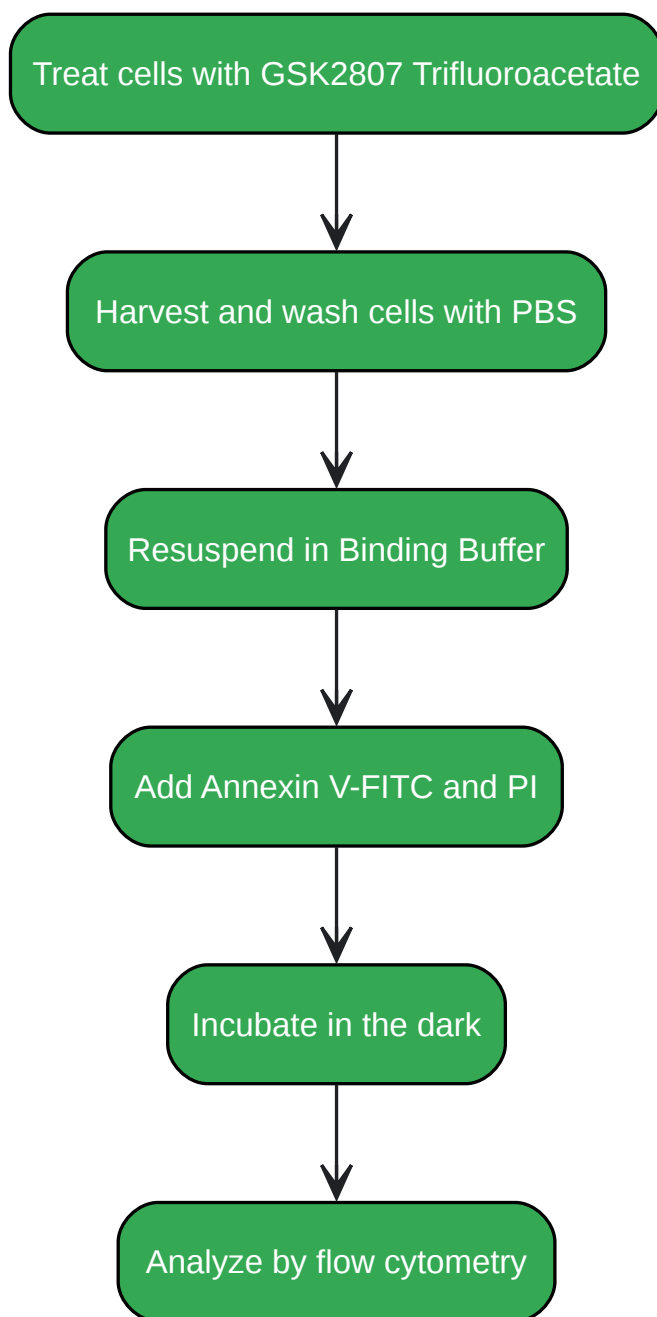 Treat cells with GSK2807 Trifluoroacetate
Harvest and wash cells with PBS
Resuspend in Binding Buffer
Add Annexin V-FITC and PI
Incubate in the dark
Analyze by flow cytometry